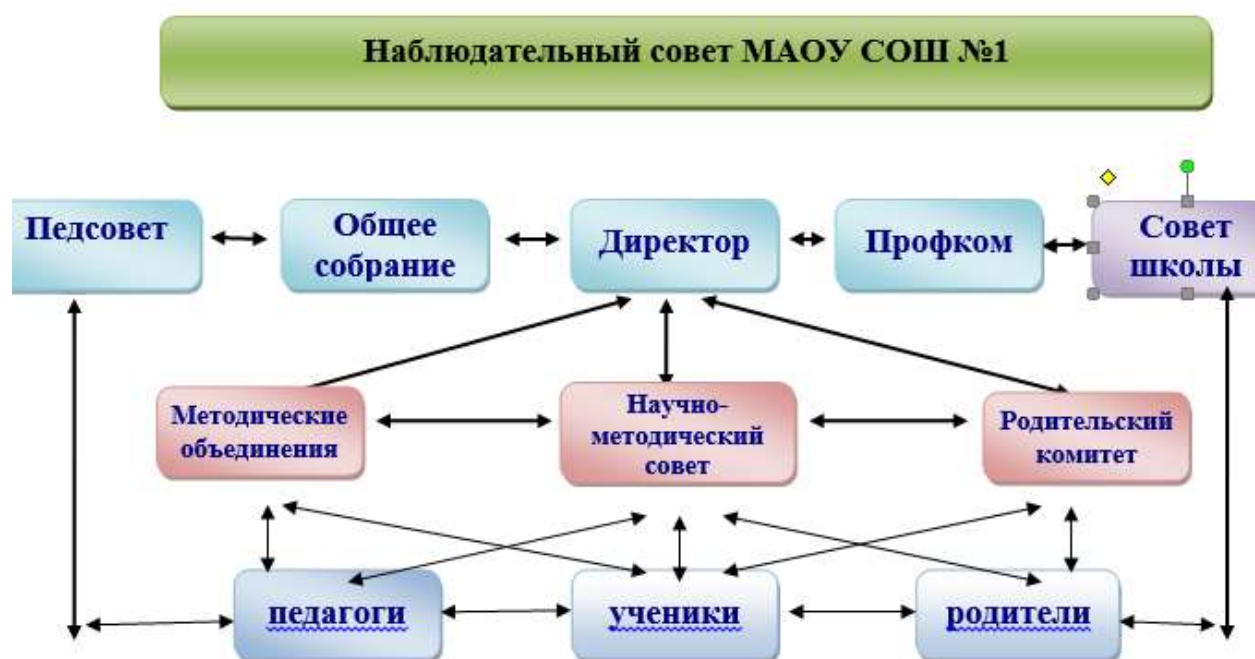 Наблюдательный совет МАОУ СОШ №1
Педсовет
Общее
собрание
Директор
Профком
Совет
школы
Методические
объединения
Научно-
методический
совет
Родительский
комитет
педагоги
ученики
родители